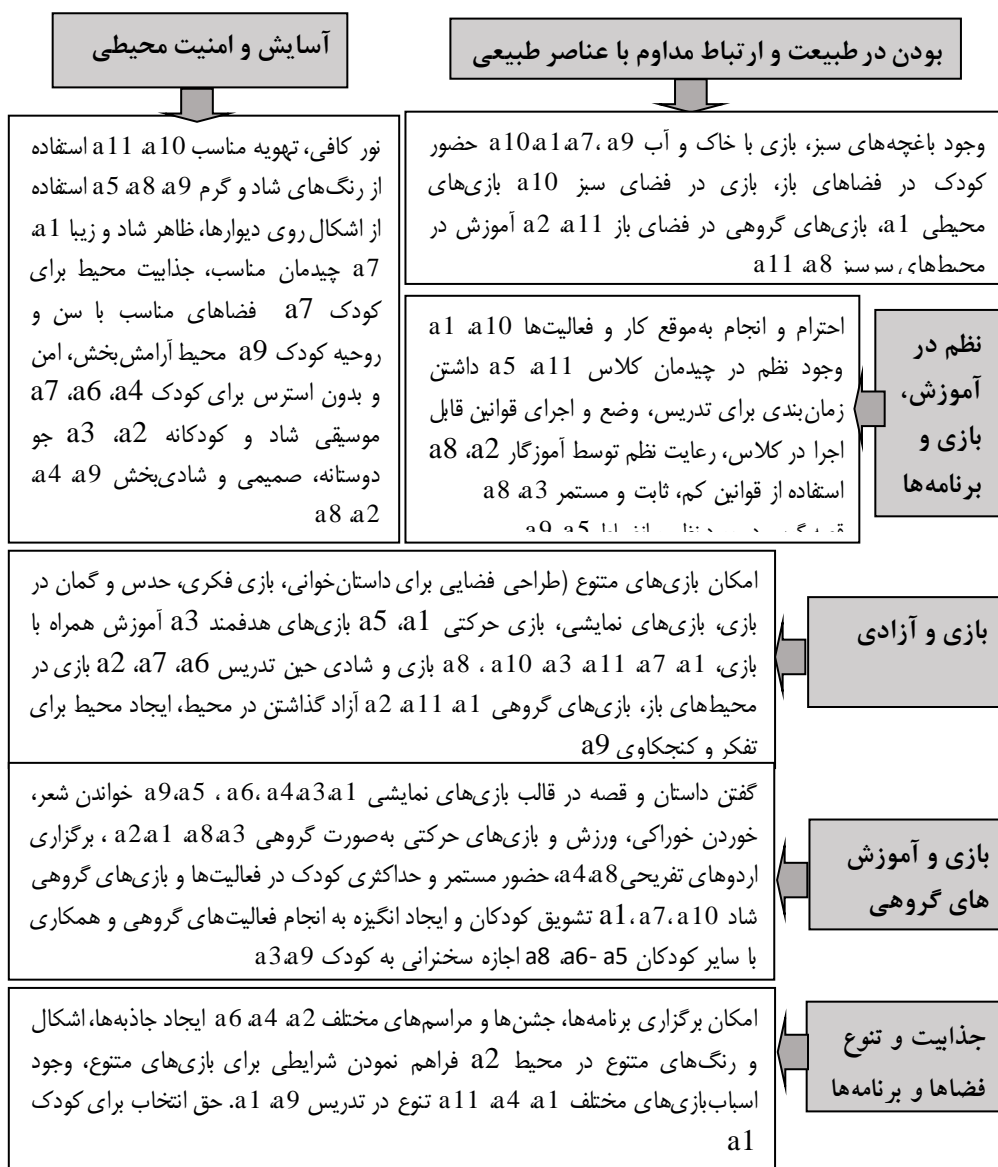 بودن در طبیعت و ارتباط مداوم با عناصر طبیعی
وجود باغچه‌های سبز، بازی با خاک و آب a10،a1،a7، a9 حضور
کودک در فضاهای باز، بازی در فضای سبز a10 بازی‌های
محیطی a1، بازی‌های گروهی در فضای باز a2 ،a11 آموزش در
محیط‌های سرسبز a11 ،a8
آسایش و امنیت محیطی
نور کافی، تهویه مناسب a11 ،a10 استفاده
از رنگ‌های شاد و گرم a5 ،a8 ،a9 استفاده
از اشکال روی دیوارها، ظاهر شاد و زیبا a1،
a7 چیدمان مناسب، جذابیت محیط برای
کودک a7 فضاهای مناسب با سن و
روحیه کودک a9 محیط آرامش‌بخش، امن
و بدون استرس برای کودک a7 ،a6 ،a4
موسیقی شاد و کودکانه a3 ،a2 جو
دوستانه، صمیمی و شادی‌بخش a4 ،a9،
a8 ،a2
نظم در
آموزش،
بازی و
برنامه‌ها
احترام و انجام به‌موقع کار و فعالیت‌ها a1 ،a10
وجود نظم در چیدمان کلاس a5 ،a11 داشتن
زمان‌بندی برای تدریس، وضع و اجرای قوانین قابل
اجرا در کلاس، رعایت نظم توسط آموزگار a8 ،a2
استفاده از قوانین کم، ثابت و مستمر a8 ،a3
a9 ،a5
بازی و آزادی
امکان بازی‌های متنوع (طراحی فضایی برای داستان‌خوانی، بازی فکری، حدس و گمان در
بازی، بازی‌های نمایشی، بازی حرکتی a5 ،a1 بازی‌های هدفمند a3 آموزش همراه با
بازی، a8 ، a10 ،a3 ،a11 ،a7 ،a1 بازی و شادی حین تدریس a2 ،a7 ،a6 بازی در
محیط‌های باز، بازی‌های گروهی a2 ،a11 ،a1 آزاد گذاشتن در محیط، ایجاد محیط برای
تفکر و کنجکاوی a9
بازی و آموزش
های گروهی
گفتن داستان و قصه در قالب بازی‌های نمایشی a9،a5 ، a6، a4،a3،a1 خواندن شعر،
خوردن خوراکی، ورزش و بازی‌های حرکتی به‌صورت گروهی a2،a1 ،a8،a3 ، برگزاری
اردوهای تفریحی a4،a8، حضور مستمر و حداکثری کودک در فعالیت‌ها و بازی‌های گروهی
شاد a1، a7، a10 تشویق کودکان و ایجاد انگیزه به انجام فعالیت‌های گروهی و همکاری
با سایر کودکان a8 ،a6- a5 اجازه سخنرانی به کودک a3،a9
جذابیت و تنوع
فضاها و برنامه‌ها
امکان برگزاری برنامه‌ها، جشن‌ها و مراسم‌های مختلف a6 ،a4 ،a2 ایجاد جاذبه‌ها، اشکال
و رنگ‌های متنوع در محیط a2 فراهم نمودن شرایطی برای بازی‌های متنوع، وجود
اسباب‌بازی‌های مختلف a11 ،a4 ،a1 تنوع در تدریس a1 ،a9. حق انتخاب برای کودک
a1